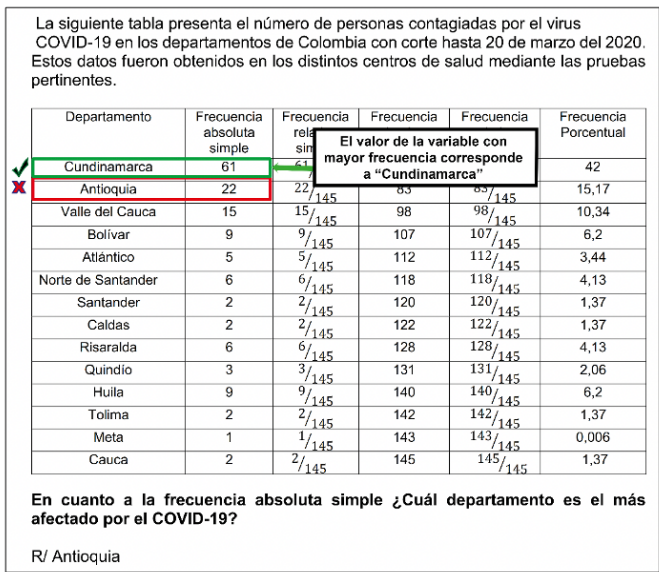 La siguiente tabla presenta el número de personas contagiadas por el virus
COVID-19 en los departamentos de Colombia con corte hasta 20 de marzo del 2020.
Estos datos fueron obtenidos en los distintos centros de salud mediante las pruebas
pertinentes.
Departamento Frecuencia absoluta simple Frecuencia Frecuencia Frecuencia Frecuencia Porcentual
El valor de la variable con
mayor frecuencia corresponde
a “Cundinamarca”
Cundinamarca 61 42
Antioquia 22 22/145 83 83/145 15,17
Valle del Cauca 15 15/145 98 98/145 10,34
Bolívar 9 9/145 107 107/145 6,2
Atlántico 5 5/145 112 112/145 3,44
Norte de Santander 6 6/145 118 118/145 4,13
Santander 2 2/145 120 120/145 1,37
Caldas 2 2/145 122 122/145 1,37
Risaralda 6 6/145 128 128/145 4,13
Quindío 3 3/145 131 131/145 2,06
Huila 9 9/145 140 140/145 6,2
Tolima 2 2/145 142 142/145 1,37
Meta 1 1/145 143 143/145 0,006
Cauca 2 2/145 145 145/145 1,37
En cuanto a la frecuencia absoluta simple ¿Cuál departamento es el más
afectado por el COVID-19?
R/ Antioquia